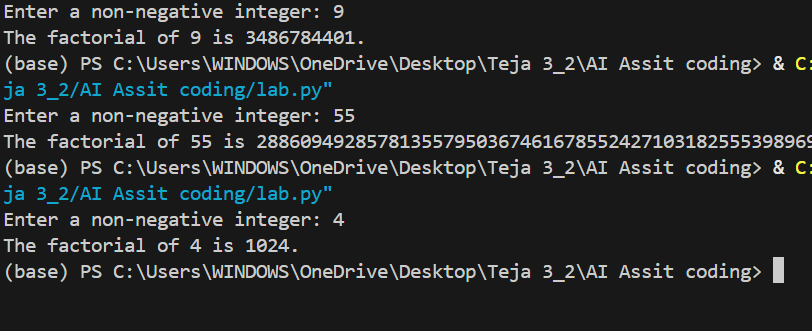 Enter a non-negative integer: 9
The factorial of 9 is 3486784401.
(base) PS C:\Users\WINDOWS\OneDrive\Desktop\Teja 3_2\AI Assit coding> & C:
ja 3_2/AI Assit coding/lab.py"
Enter a non-negative integer: 55
The factorial of 55 is 288609492857813557950367461678552427103182555398969
(base) PS C:\Users\WINDOWS\OneDrive\Desktop\Teja 3_2\AI Assit coding> & C:
ja 3_2/AI Assit coding/lab.py"
Enter a non-negative integer: 4
The factorial of 4 is 1024.
(base) PS C:\Users\WINDOWS\OneDrive\Desktop\Teja 3_2\AI Assit coding>